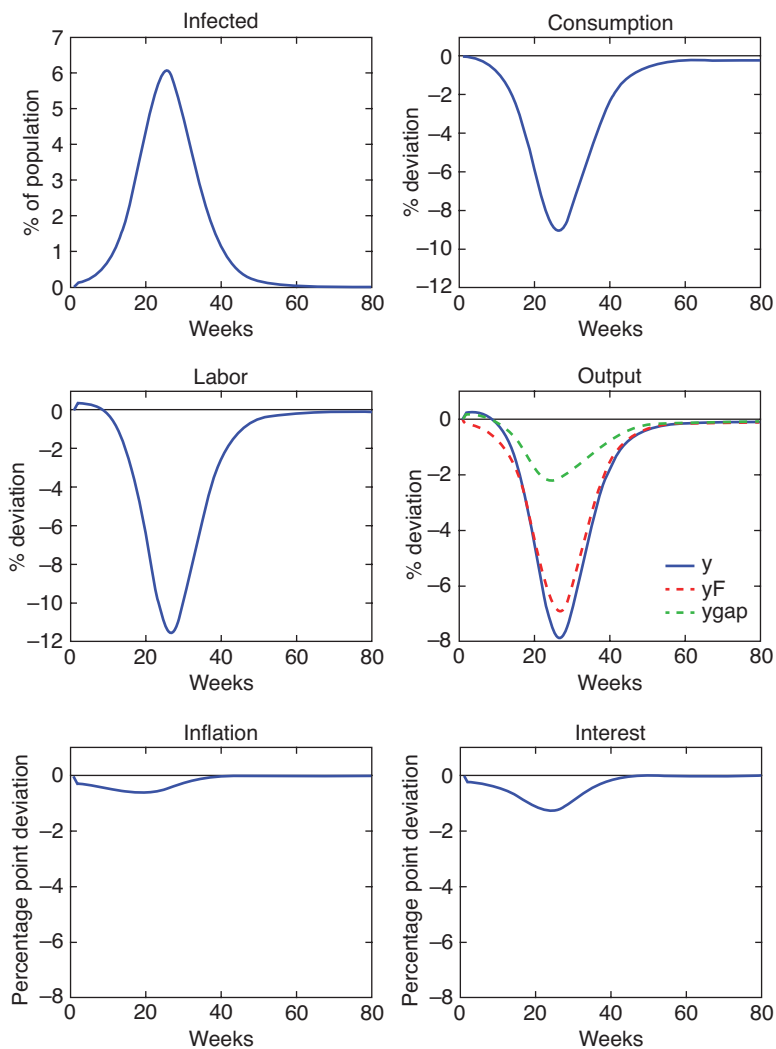 Infected
% of population
7
6
5
4
3
2
1
0
0 20 40 60 80
Weeks
Consumption
% deviation
0
−2
−4
−6
−8
−10
−12
0 20 40 60 80
Weeks
Labor
% deviation
0
−2
−4
−6
−8
−10
−12
0 20 40 60 80
Weeks
Output
% deviation
0
−2
−4
−6
−8
y
yF
ygap
0 20 40 60 80
Weeks
Inflation
Percentage point deviation
0
−2
−4
−6
−8
0 20 40 60 80
Weeks
Interest
Percentage point deviation
0
−2
−4
−6
−8
0 20 40 60 80
Weeks